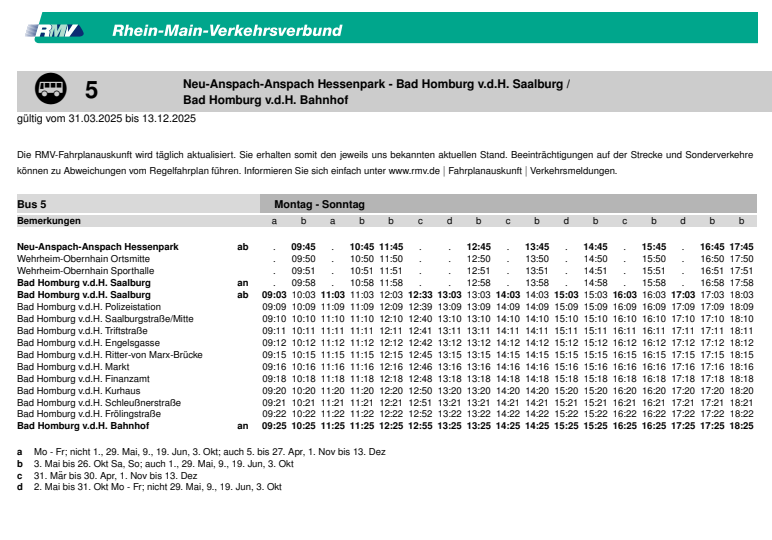 RMV Rhein-Main-Verkehrsverbund
5 Neu-Anspach-Anspach Hessenpark - Bad Homburg v.d.H. Saalburg /
Bad Homburg v.d.H. Bahnhof
gültig vom 31.03.2025 bis 13.12.2025
Die RMV-Fahrplanauskunft wird täglich aktualisiert. Sie erhalten somit den jeweils uns bekannten aktuellen Stand. Beeinträchtigungen auf der Strecke und Sonderverkehre
können zu Abweichungen vom Regelfahrplan führen. Informieren Sie sich einfach unter www.rmv.de | Fahrplanauskunft | Verkehrsmeldungen.
Bus 5 Montag - Sonntag
Bemerkungen a b a b b c d b c b d b c b d b b
Neu-Anspach-Anspach Hessenpark ab . 09:45 . 10:45 11:45 . . 12:45 . 13:45 . 14:45 . 15:45 . 16:45 17:45
Wehrheim-Obernhain Ortsmitte . 09:50 . 10:50 11:50 . . 12:50 . 13:50 . 14:50 . 15:50 . 16:50 17:50
Wehrheim-Obernhain Sporthalle . 09:51 . 10:51 11:51 . . 12:51 . 13:51 . 14:51 . 15:51 . 16:51 17:51
Bad Homburg v.d.H. Saalburg an . 09:58 . 10:58 11:58 . . 12:58 . 13:58 . 14:58 . 15:58 . 16:58 17:58
Bad Homburg v.d.H. Saalburg ab 09:03 10:03 11:03 11:03 12:03 12:33 13:03 13:03 14:03 14:03 15:03 15:03 16:03 16:03 17:03 17:03 18:03
Bad Homburg v.d.H. Polizeistation 09:09 10:09 11:09 11:09 12:09 12:39 13:09 13:09 14:09 14:09 15:09 15:09 16:09 16:09 17:09 17:09 18:09
Bad Homburg v.d.H. Saalburgstraße/Mitte 09:10 10:10 11:10 11:10 12:10 12:40 13:10 13:10 14:10 14:10 15:10 15:10 16:10 16:10 17:10 17:10 18:10
Bad Homburg v.d.H. Triftstraße 09:11 10:11 11:11 11:11 12:11 12:41 13:11 13:11 14:11 14:11 15:11 15:11 16:11 16:11 17:11 17:11 18:11
Bad Homburg v.d.H. Engelsgasse 09:12 10:12 11:12 11:12 12:12 12:42 13:12 13:12 14:12 14:12 15:12 15:12 16:12 16:12 17:12 17:12 18:12
Bad Homburg v.d.H. Ritter-von Marx-Brücke 09:15 10:15 11:15 11:15 12:15 12:45 13:15 13:15 14:15 14:15 15:15 15:15 16:15 16:15 17:15 17:15 18:15
Bad Homburg v.d.H. Markt 09:16 10:16 11:16 11:16 12:16 12:46 13:16 13:16 14:16 14:16 15:16 15:16 16:16 16:16 17:16 17:16 18:16
Bad Homburg v.d.H. Finanzamt 09:18 10:18 11:18 11:18 12:18 12:48 13:18 13:18 14:18 14:18 15:18 15:18 16:18 16:18 17:18 17:18 18:18
Bad Homburg v.d.H. Kurhaus 09:20 10:20 11:20 11:20 12:20 12:50 13:20 13:20 14:20 14:20 15:20 15:20 16:20 16:20 17:20 17:20 18:20
Bad Homburg v.d.H. Schleußnerstraße 09:21 10:21 11:21 11:21 12:21 12:51 13:21 13:21 14:21 14:21 15:21 15:21 16:21 16:21 17:21 17:21 18:21
Bad Homburg v.d.H. Frölingstraße 09:22 10:22 11:22 11:22 12:22 12:52 13:22 13:22 14:22 14:22 15:22 15:22 16:22 16:22 17:22 17:22 18:22
Bad Homburg v.d.H. Bahnhof an 09:25 10:25 11:25 11:25 12:25 12:55 13:25 13:25 14:25 14:25 15:25 15:25 16:25 16:25 17:25 17:25 18:25
a Mo - Fr; nicht 1., 29. Mai, 9., 19. Jun, 3. Okt; auch 5. bis 27. Apr, 1. Nov bis 13. Dez
b 3. Mai bis 26. Okt Sa, So; auch 1., 29. Mai, 9., 19. Jun, 3. Okt
c 31. Mär bis 30. Apr, 1. Nov bis 13. Dez
d 2. Mai bis 31. Okt Mo - Fr; nicht 29. Mai, 9., 19. Jun, 3. Okt